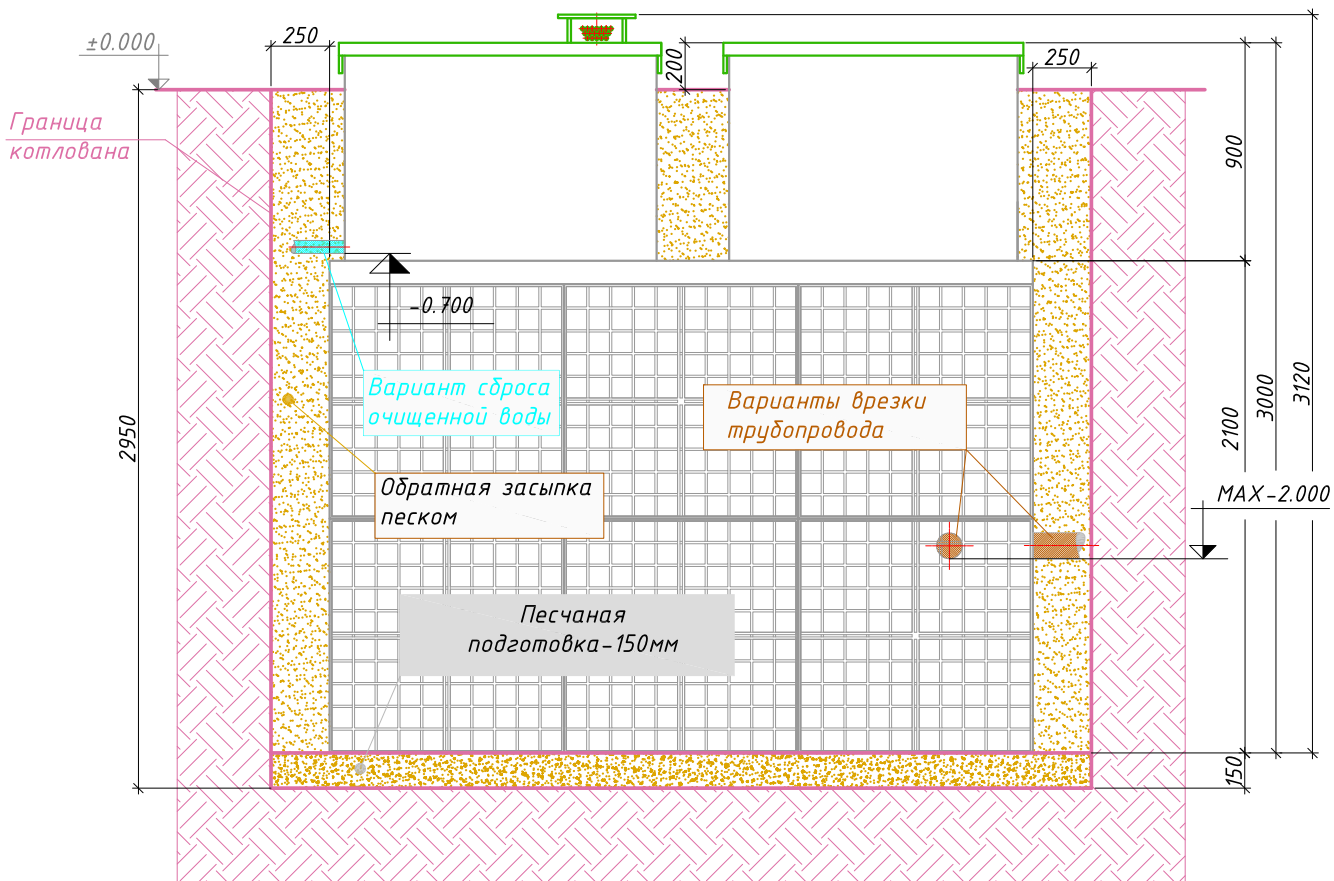 ±0.000
250
200
250
Граница
котлована
900
-0.700
3120
3000
2100
2950
Вариант сброса
очищенной воды
Варианты врезки
трубопровода
Обратная засыпка
песком
MAX-2.000
Песчаная
подготовка-150мм
150